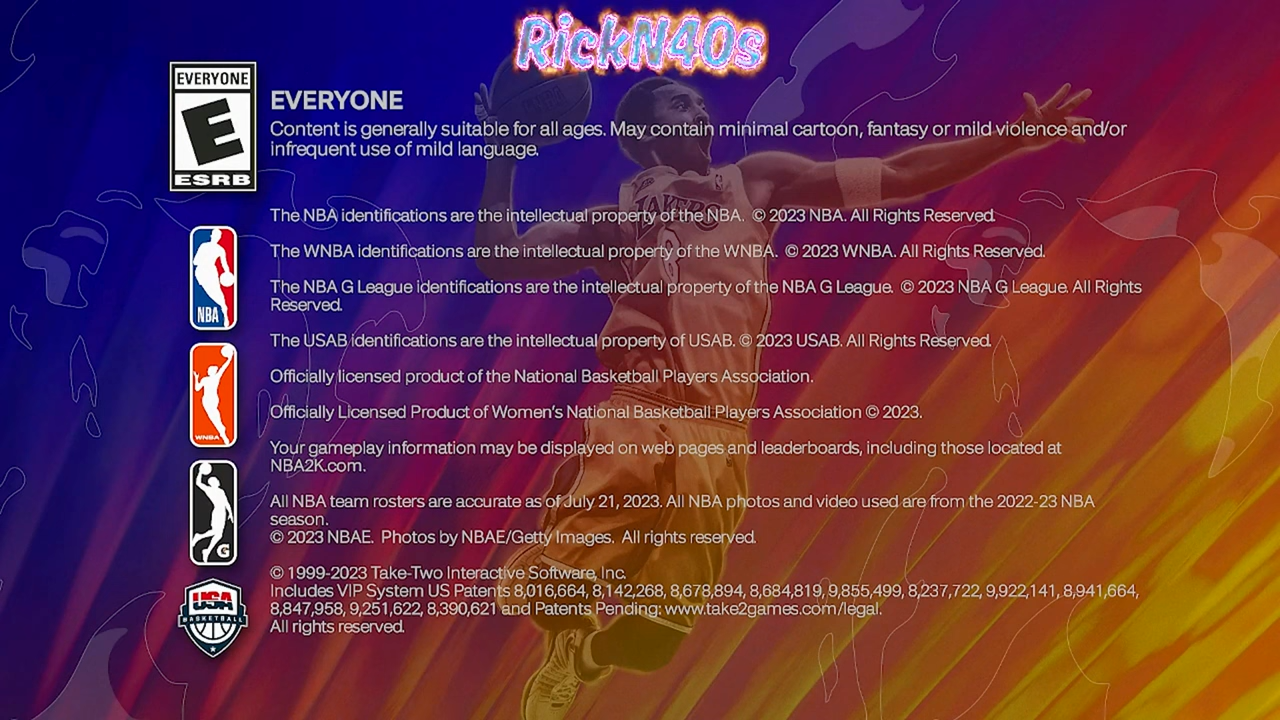 RickN40s
EVERYONE
E
ESRB
EVERYONE
Content is generally suitable for all ages. May contain minimal cartoon, fantasy or mild violence and/or
infrequent use of mild language.
LAKERS
8
The NBA identifications are the intellectual property of the NBA. © 2023 NBA. All Rights Reserved.
The WNBA identifications are the intellectual property of the WNBA. © 2023 WNBA. All Rights Reserved.
The NBA G League identifications are the intellectual property of the NBA G League. © 2023 NBA G League. All Rights
Reserved.
NBA
The USAB identifications are the intellectual property of USAB. © 2023 USAB. All Rights Reserved.
Officially licensed product of the National Basketball Players Association.
Officially Licensed Product of Women's National Basketball Players Association © 2023.
WNBA
Your gameplay information may be displayed on web pages and leaderboards, including those located at
NBA2K.com.
All NBA team rosters are accurate as of July 21, 2023. All NBA photos and video used are from the 2022-23 NBA
season.
© 2023 NBAE. Photos by NBAE/Getty Images. All rights reserved.
G
© 1999-2023 Take-Two Interactive Software, Inc.
Includes VIP System US Patents 8,016,664, 8,142,268, 8,678,894, 8,684,819, 9,855,499, 8,237,722, 9,922,141, 8,941,664,
8,847,958, 9,251,622, 8,390,621 and Patents Pending: www.take2games.com/legal.
All rights reserved.
USA
BASKETBALL